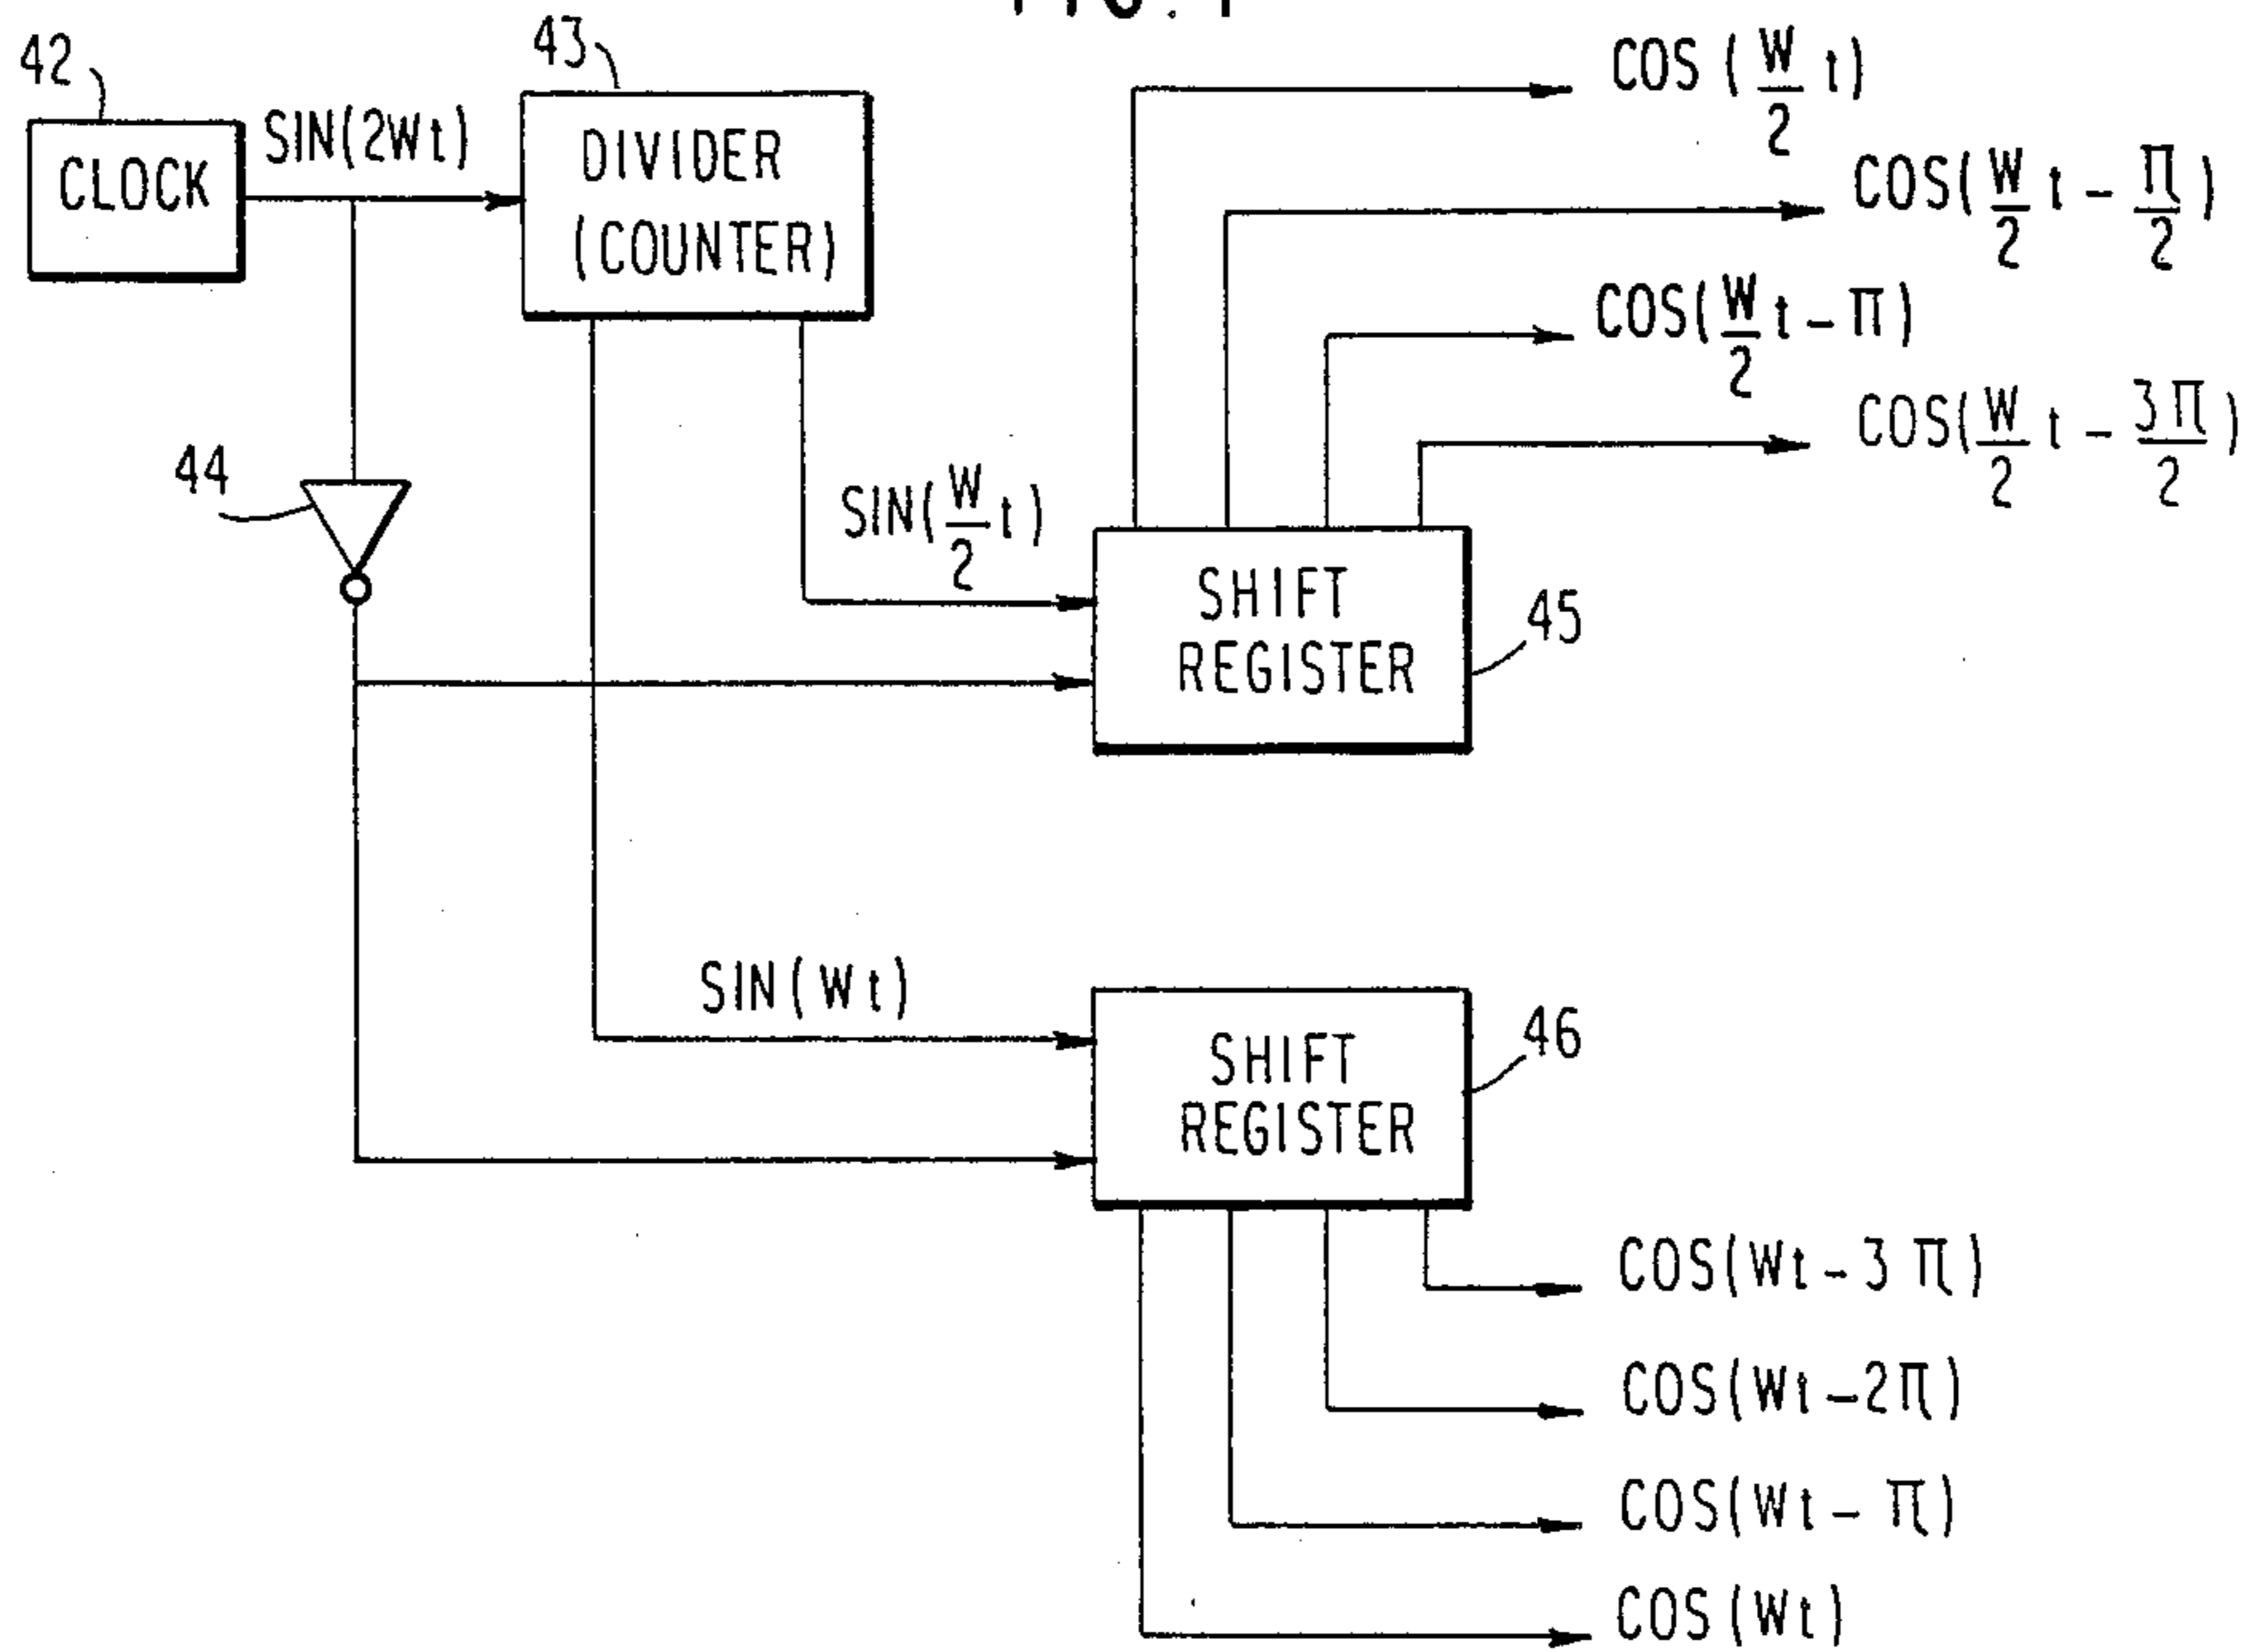 42
CLOCK
SIN(2Wt)
43
DIVIDER
(COUNTER)
44
COS(W/2 t)
COS(W/2 t - π/2)
COS(W/2 t - π)
COS(W/2 t - 3π/2)
SIN(W/2 t)
SHIFT
REGISTER
45
SIN(Wt)
SHIFT
REGISTER
46
COS(Wt - 3π)
COS(Wt - 2π)
COS(Wt - π)
COS(Wt)